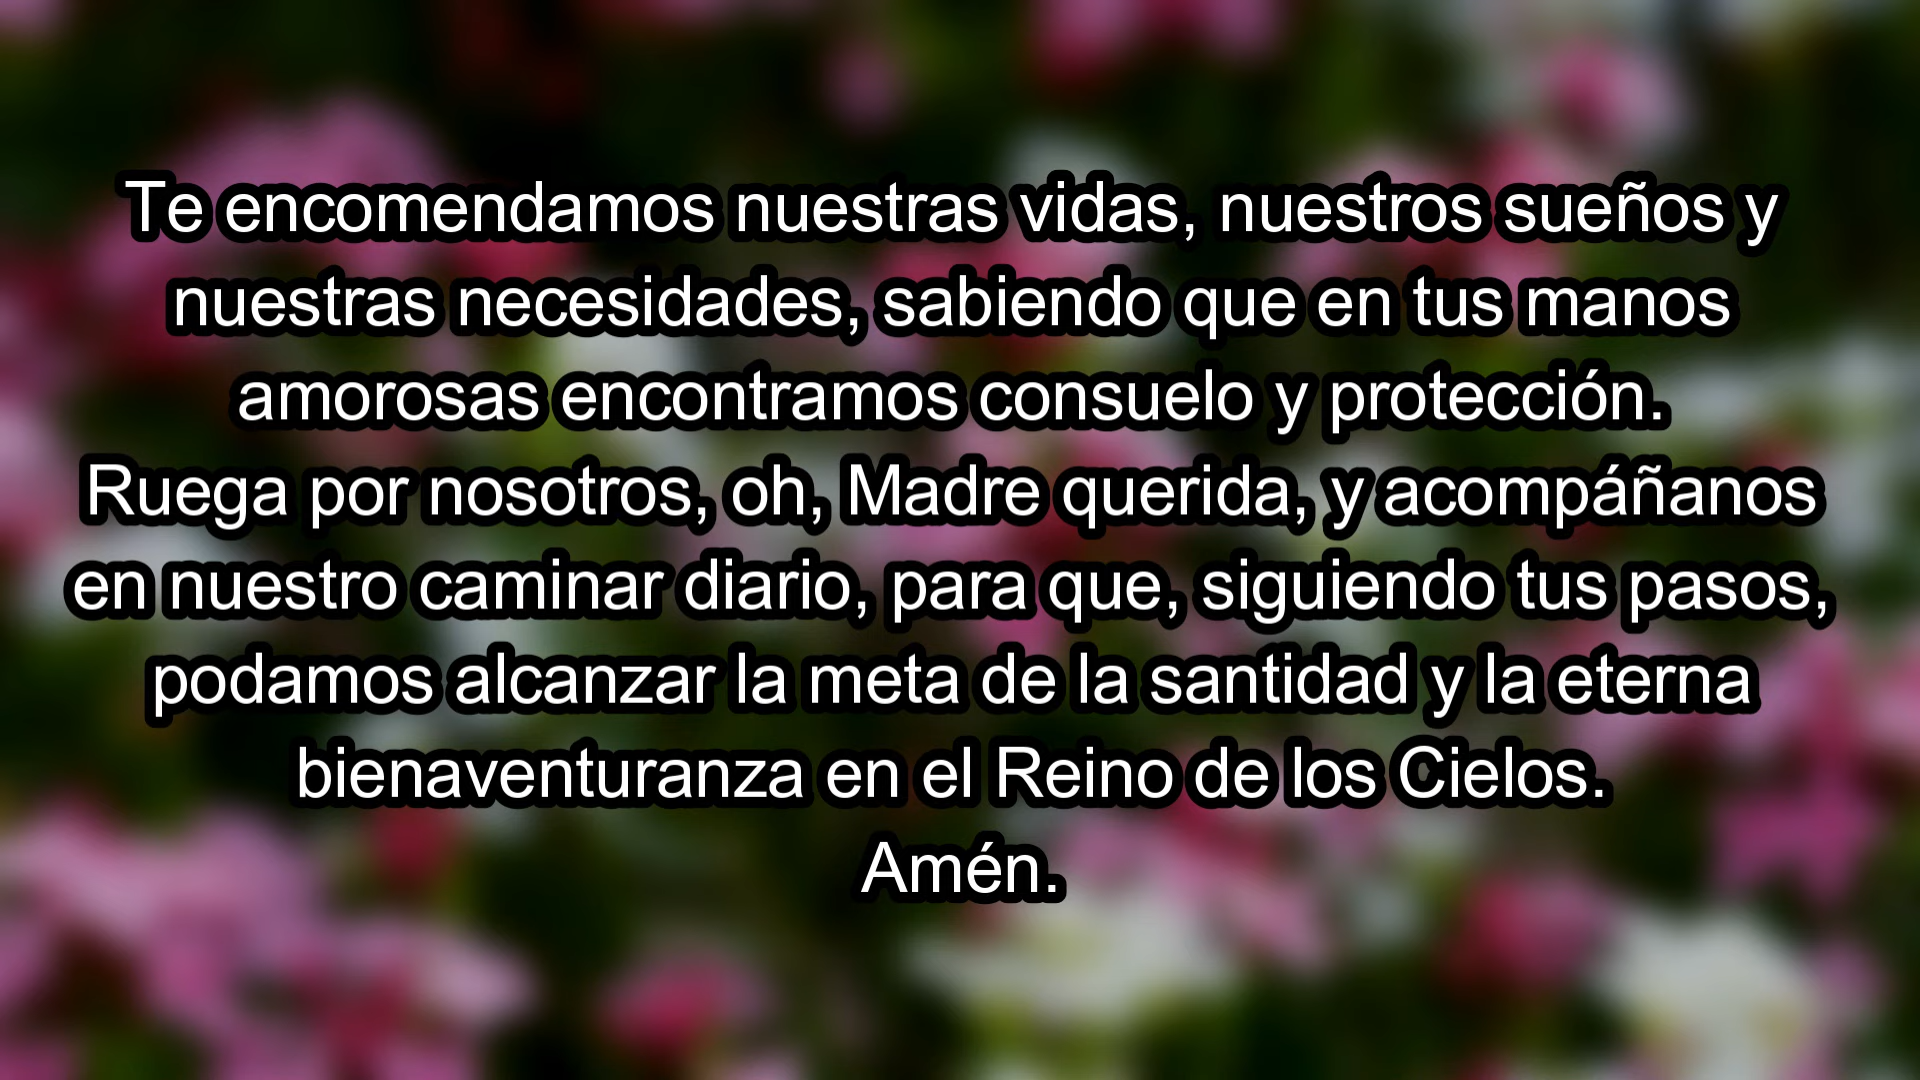 Te encomendamos nuestras vidas, nuestros sueños y
nuestras necesidades, sabiendo que en tus manos
amorosas encontramos consuelo y protección.
Ruega por nosotros, oh, Madre querida, y acompáñanos
en nuestro caminar diario, para que, siguiendo tus pasos,
podamos alcanzar la meta de la santidad y la eterna
bienaventuranza en el Reino de los Cielos.
Amén.